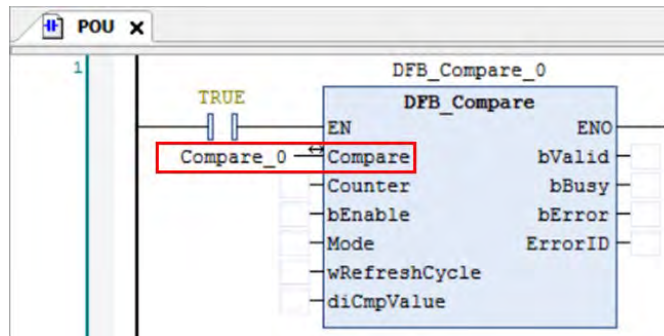 POU X
1
DFB_Compare_0
TRUE
DFB_Compare
EN ENO
Compare_0 Compare bValid
Counter bBusy
bEnable bError
Mode ErrorID
wRefreshCycle
diCmpValue